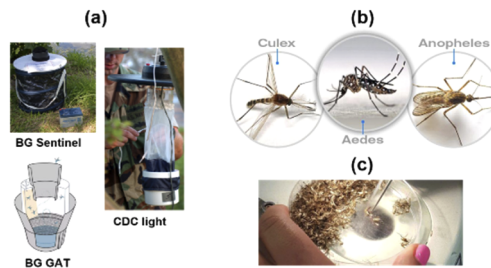 (a)
BG Sentinel
BG GAT
CDC light
(b)
Culex
Anopheles
Aedes
(c)